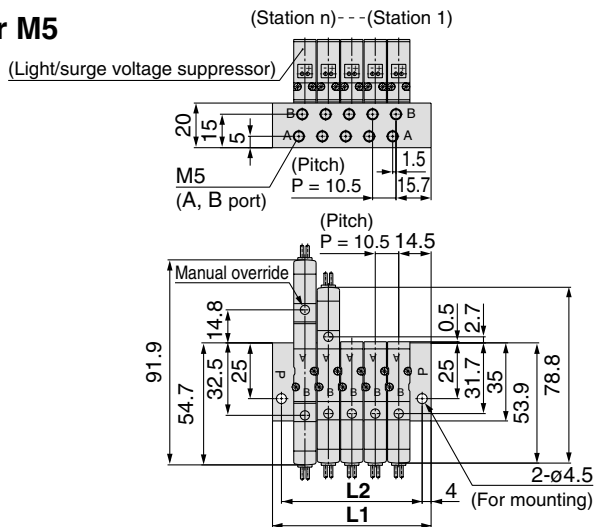 r M5
(Station n)---(Station 1)
(Light/surge voltage suppressor)
B B
A A
20
15
5
M5
(A, B port)
(Pitch)
P = 10.5
1.5
15.7
(Pitch)
P = 10.5 14.5
Manual override
91.9
54.7
14.8
32.5
25
P
A A A A
B B B B
P
0.5
2.7
25
31.7
35
53.9
78.8
2-ø4.5
(For mounting)
L2
4
L1